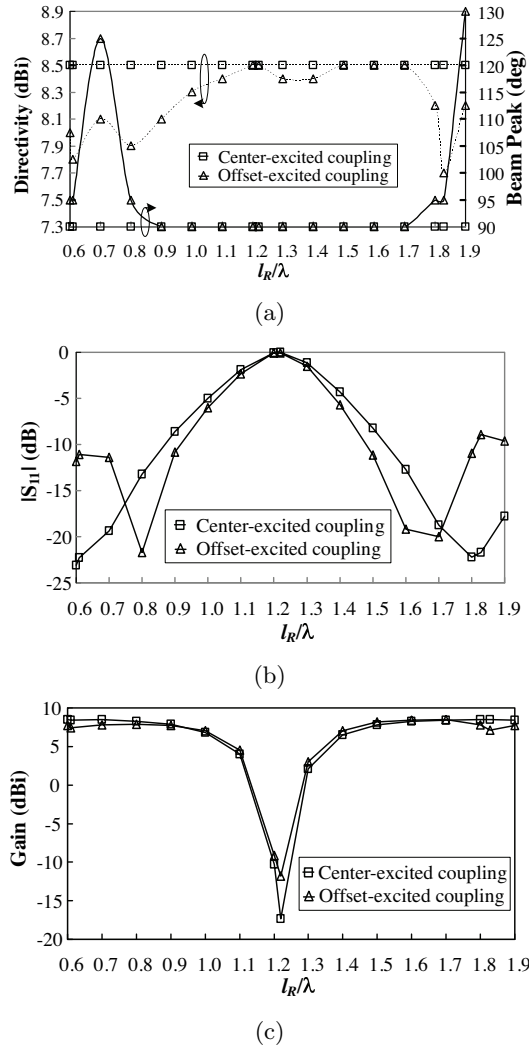 8.9
8.7
8.5
8.3
8.1
7.9
7.7
7.5
7.3
Directivity (dBi)
130
125
120
115
110
105
100
95
90
Beam Peak (deg)
Center-excited coupling
Offset-excited coupling
0.6 0.7 0.8 0.9 1.0 1.1 1.2 1.3 1.4 1.5 1.6 1.7 1.8 1.9
lR/λ
(a)
0
-5
-10
-15
-20
-25
|S11| (dB)
Center-excited coupling
Offset-excited coupling
0.6 0.7 0.8 0.9 1.0 1.1 1.2 1.3 1.4 1.5 1.6 1.7 1.8 1.9
lR/λ
(b)
10
5
0
-5
-10
-15
-20
Gain (dBi)
Center-excited coupling
Offset-excited coupling
0.6 0.7 0.8 0.9 1.0 1.1 1.2 1.3 1.4 1.5 1.6 1.7 1.8 1.9
lR/λ
(c)